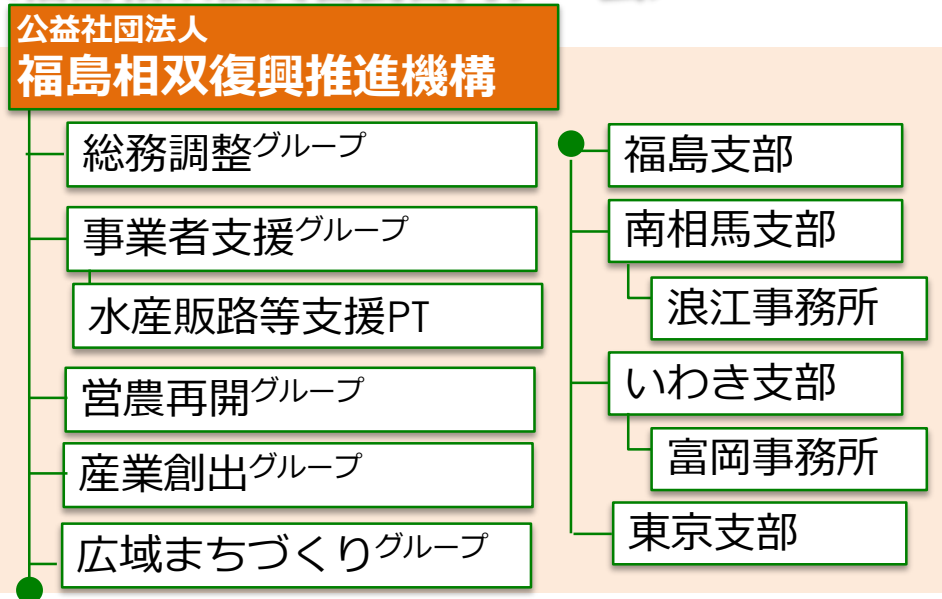 公益社団法人
福島相双復興推進機構
総務調整グループ
事業者支援グループ
水産販路等支援PT
営農再開グループ
産業創出グループ
広域まちづくりグループ
福島支部
南相馬支部
浪江事務所
いわき支部
富岡事務所
東京支部